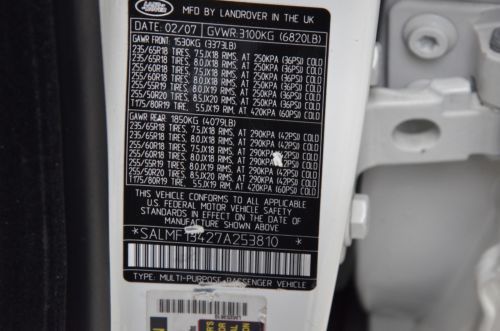 LAND ROVER
MFD BY LANDROVER IN THE UK
DATE: 02/07 GVWR:3100KG (6820LB)
GAWR FRONT: 1530KG (3373LB)
235/65R18 TIRES. 7.5JX18 RIMS. AT 250KPA (36PSI) COLD
235/65R18 TIRES. 8.0JX18 RIMS. AT 250KPA (36PSI) COLD
255/60R18 TIRES. 7.5JX18 RIMS. AT 250KPA (36PSI) COLD
255/60R18 TIRES. 8.0JX18 RIMS. AT 250KPA (36PSI) COLD
255/55R19 TIRES. 8.0JX19 RIMS. AT 250KPA (36PSI) COLD
255/50R20 TIRES. 8.5JX20 RIMS. AT 250KPA (36PSI) COLD
T175/80R19 TIRE. 5.5JX19 RIM. AT 420KPA (60PSI) COLD
GAWR REAR: 1850KG (4079LB)
235/65R18 TIRES. 7.5JX18 RIMS. AT 290KPA (42PSI) COLD
235/65R18 TIRES. 8.0JX18 RIMS. AT 290KPA (42PSI) COLD
255/60R18 TIRES. 7.5JX18 RIMS. AT 290KPA (42PSI) COLD
255/60R18 TIRES. 8.0JX18 RIMS. AT 290KPA (42PSI) COLD
255/55R19 TIRES. 8.0JX19 RIMS. AT 290KPA (42PSI) COLD
255/50R20 TIRES. 8.5JX20 RIMS. AT 290KPA (42PSI) COLD
T175/80R19 TIRE. 5.5JX19 RIM. AT 420KPA (60PSI) COLD
THIS VEHICLE CONFORMS TO ALL APPLICABLE
U.S. FEDERAL MOTOR VEHICLE SAFETY
STANDARDS IN EFFECT ON THE DATE OF
MANUFACTURE SHOWN ABOVE
*SALMF13427A253810 *
TYPE: MULTI-PURPOSE-PASSENGER VEHICLE